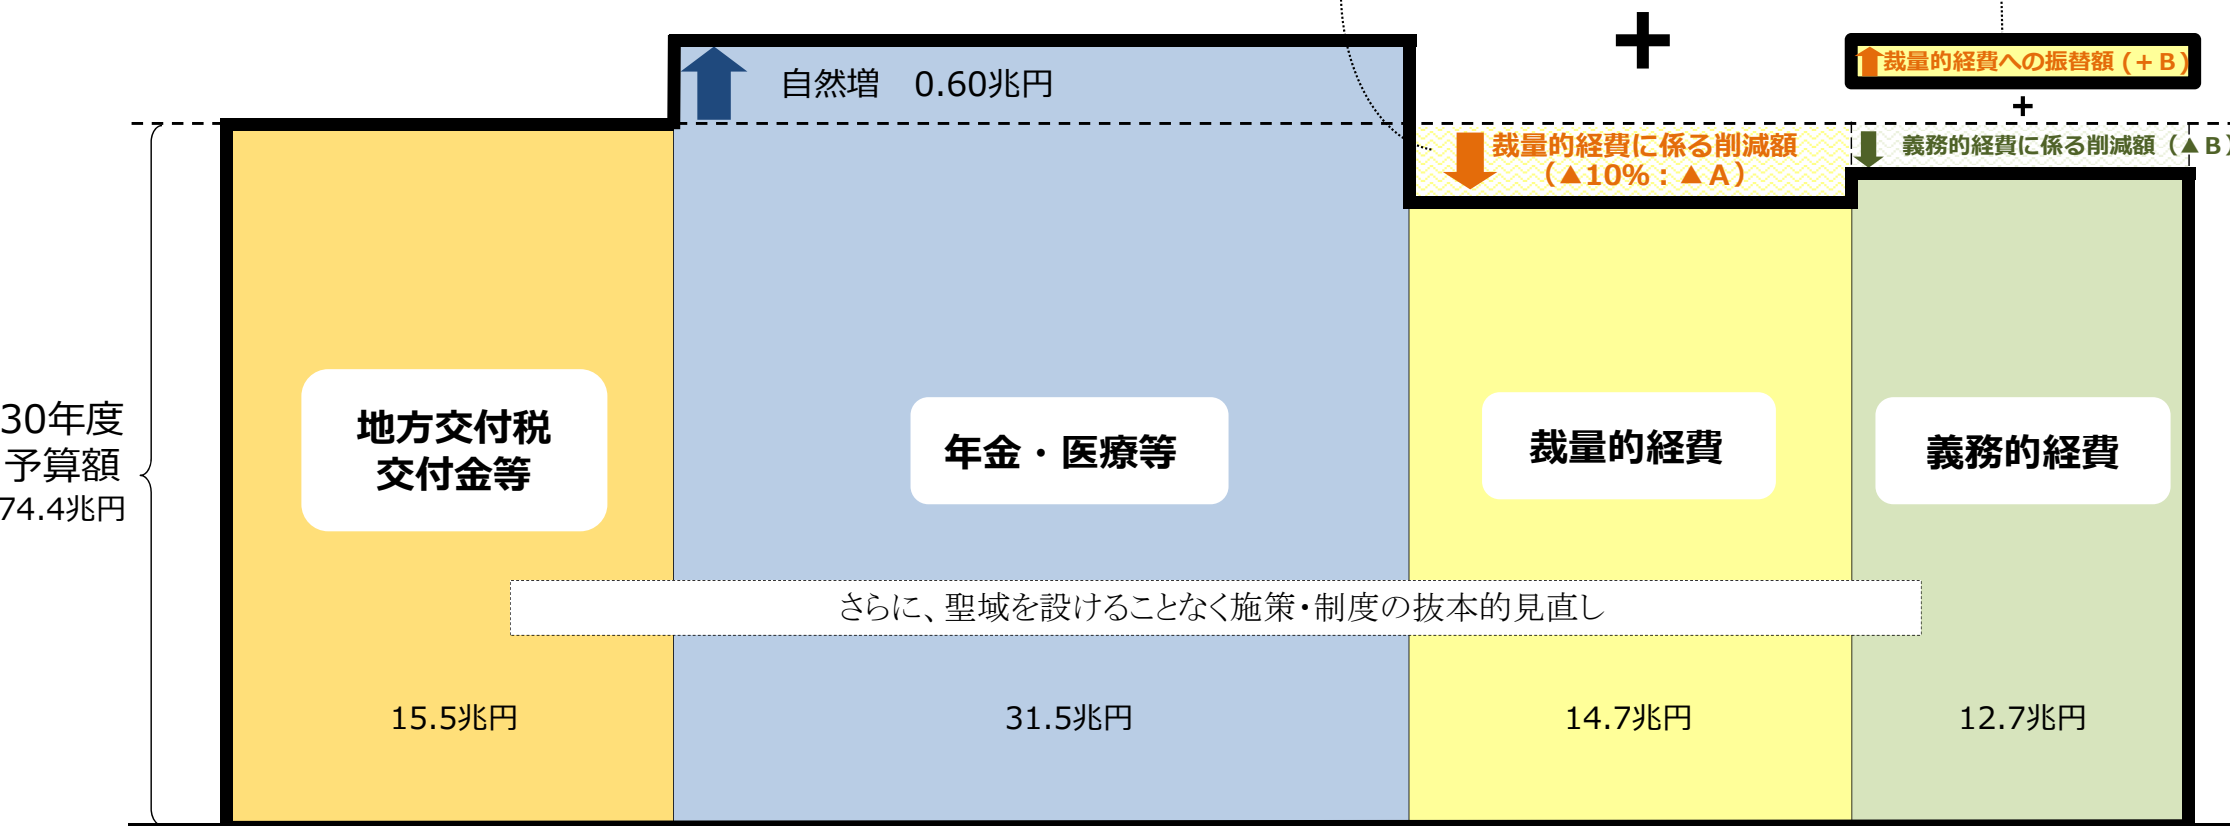 +
裁量的経費への振替額 (+B)
+
自然増　0.60兆円
裁量的経費に係る削減額
（▲10%：▲A）
義務的経費に係る削減額（▲B）
30年度
予算額
74.4兆円
地方交付税
交付金等
年金・医療等
裁量的経費
義務的経費
さらに、聖域を設けることなく施策・制度の抜本的見直し
15.5兆円
31.5兆円
14.7兆円
12.7兆円